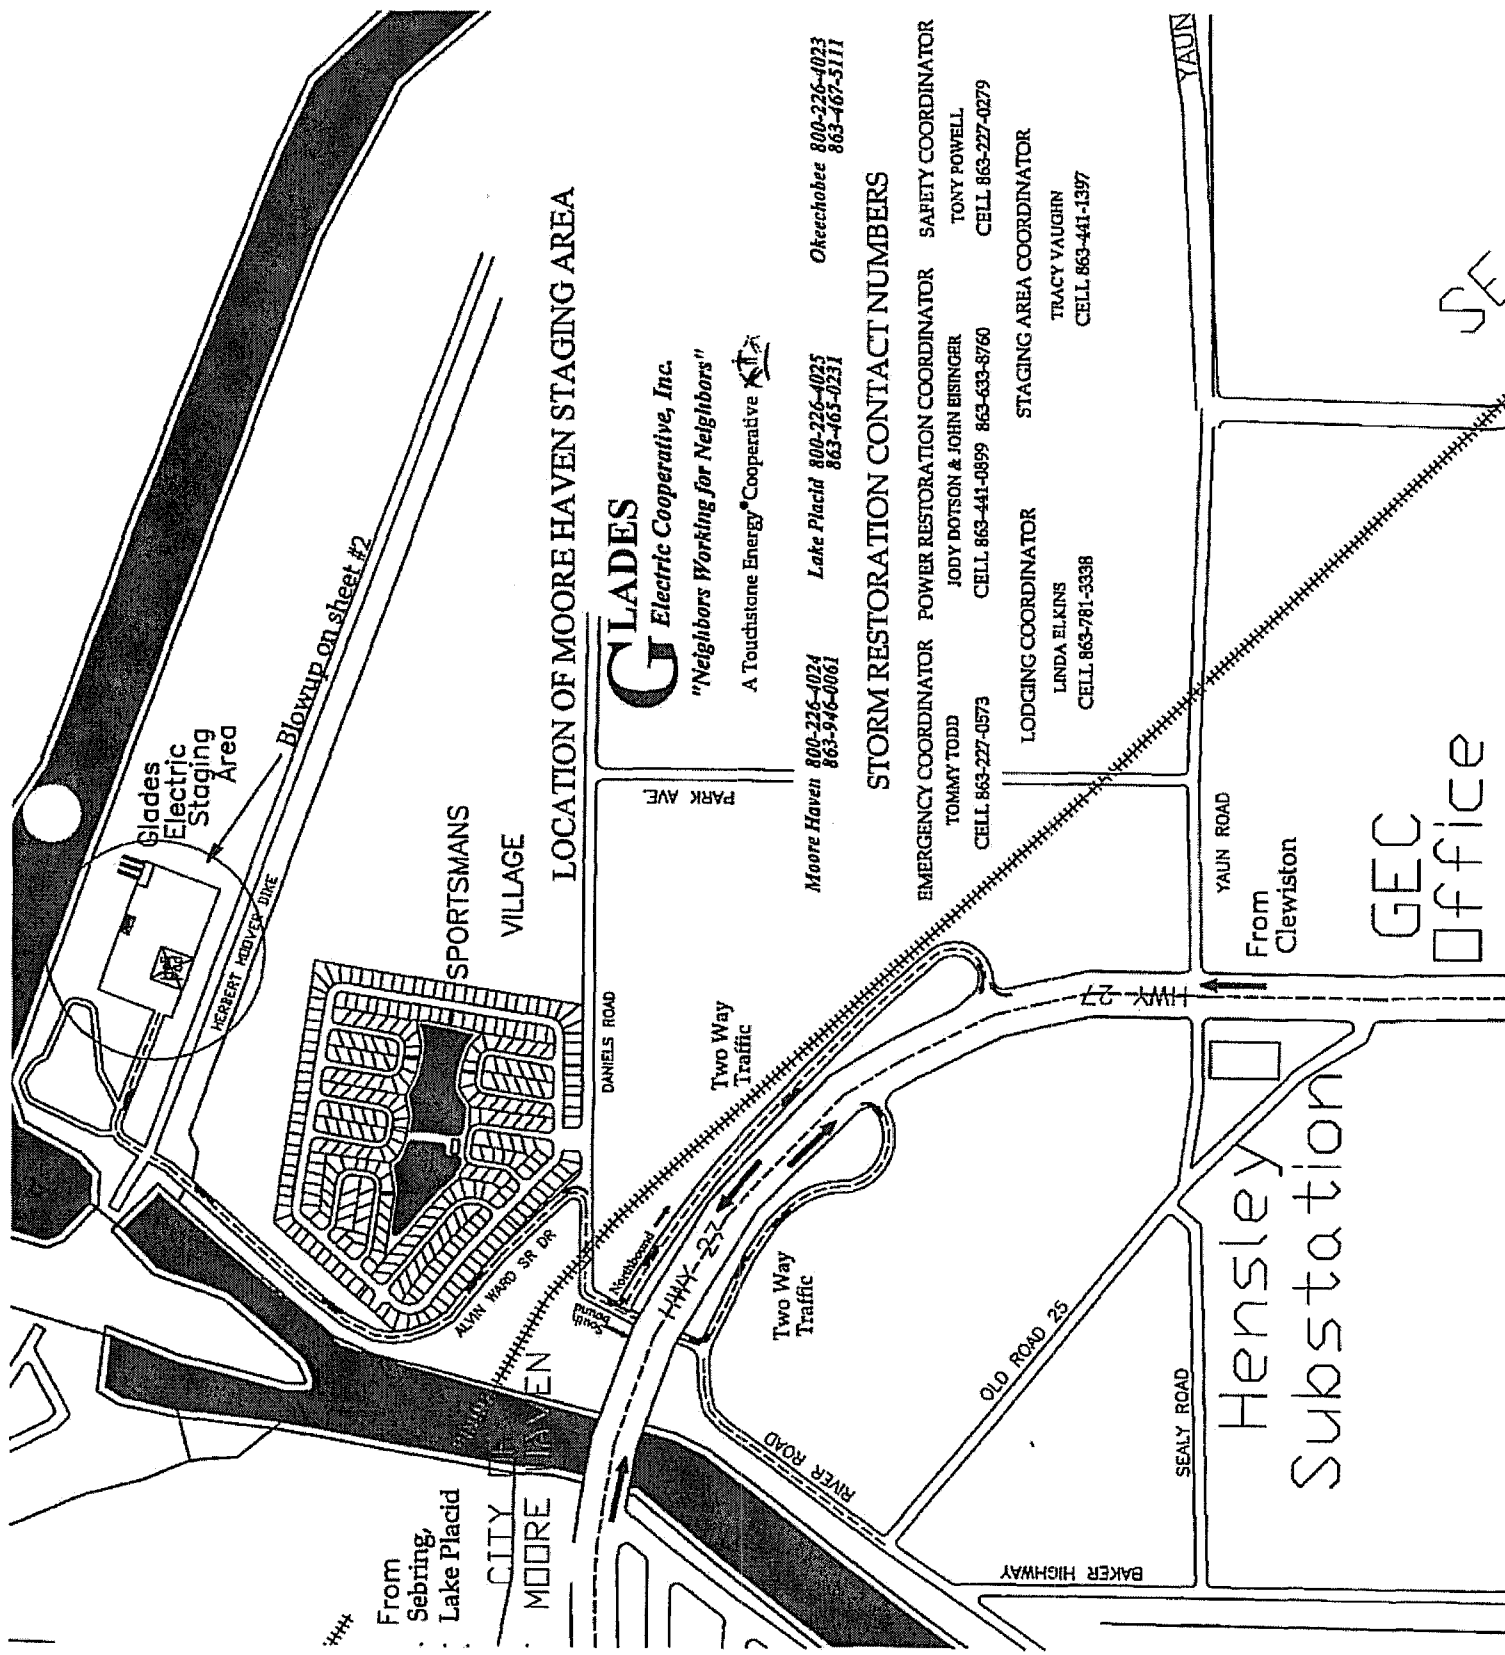 LOCATION OF MOORE HAVEN STAGING AREA
GLADES
Electric Cooperative, Inc.
"Neighbors Working for Neighbors"
A Touchstone Energy® Cooperative
Moore Haven 800-226-4024
863-946-0061
Lake Placid 800-226-4025
863-465-0231
Okeechobee 800-226-4023
863-467-5111
STORM RESTORATION CONTACT NUMBERS
EMERGENCY COORDINATOR
TOMMY TODD
CELL 863-227-0573
POWER RESTORATION COORDINATOR
JODY DOTSON & JOHN EISINGER
CELL 863-441-0899 863-633-8760
SAFETY COORDINATOR
TONY POWELL
CELL 863-227-0279
LODGING COORDINATOR
LINDA ELKINS
CELL 863-781-3338
STAGING AREA COORDINATOR
TRACY VAUGHN
CELL 863-441-1397
Glades
Electric
Staging
Area
Blowup on sheet #2
HERBERT HOOVER DIKE
SPORTSMANS
VILLAGE
DANIELS ROAD
PARK AVE.
ALVIN WARD SR DR
From
Sebring,
Lake Placid
CITY OF
MOORE HAVEN
South
bound
Northbound
HWY 27
Two Way
Traffic
Two Way
Traffic
RIVER ROAD
OLD ROAD 25
SEALY ROAD
BAKER HIGHWAY
Hensley
Substation
HWY 27
From
Clewiston
YAUN ROAD
YAUN
GEC
Office
SE